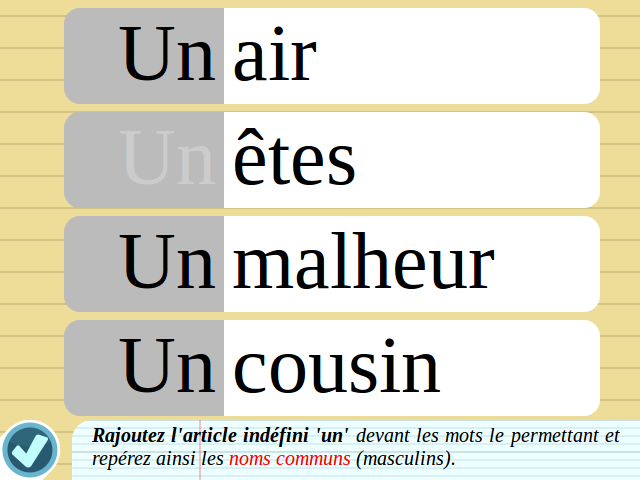 Un air
Un êtes
Un malheur
Un cousin
Rajoutez l'article indéfini 'un' devant les mots le permettant et
repérez ainsi les noms communs (masculins).